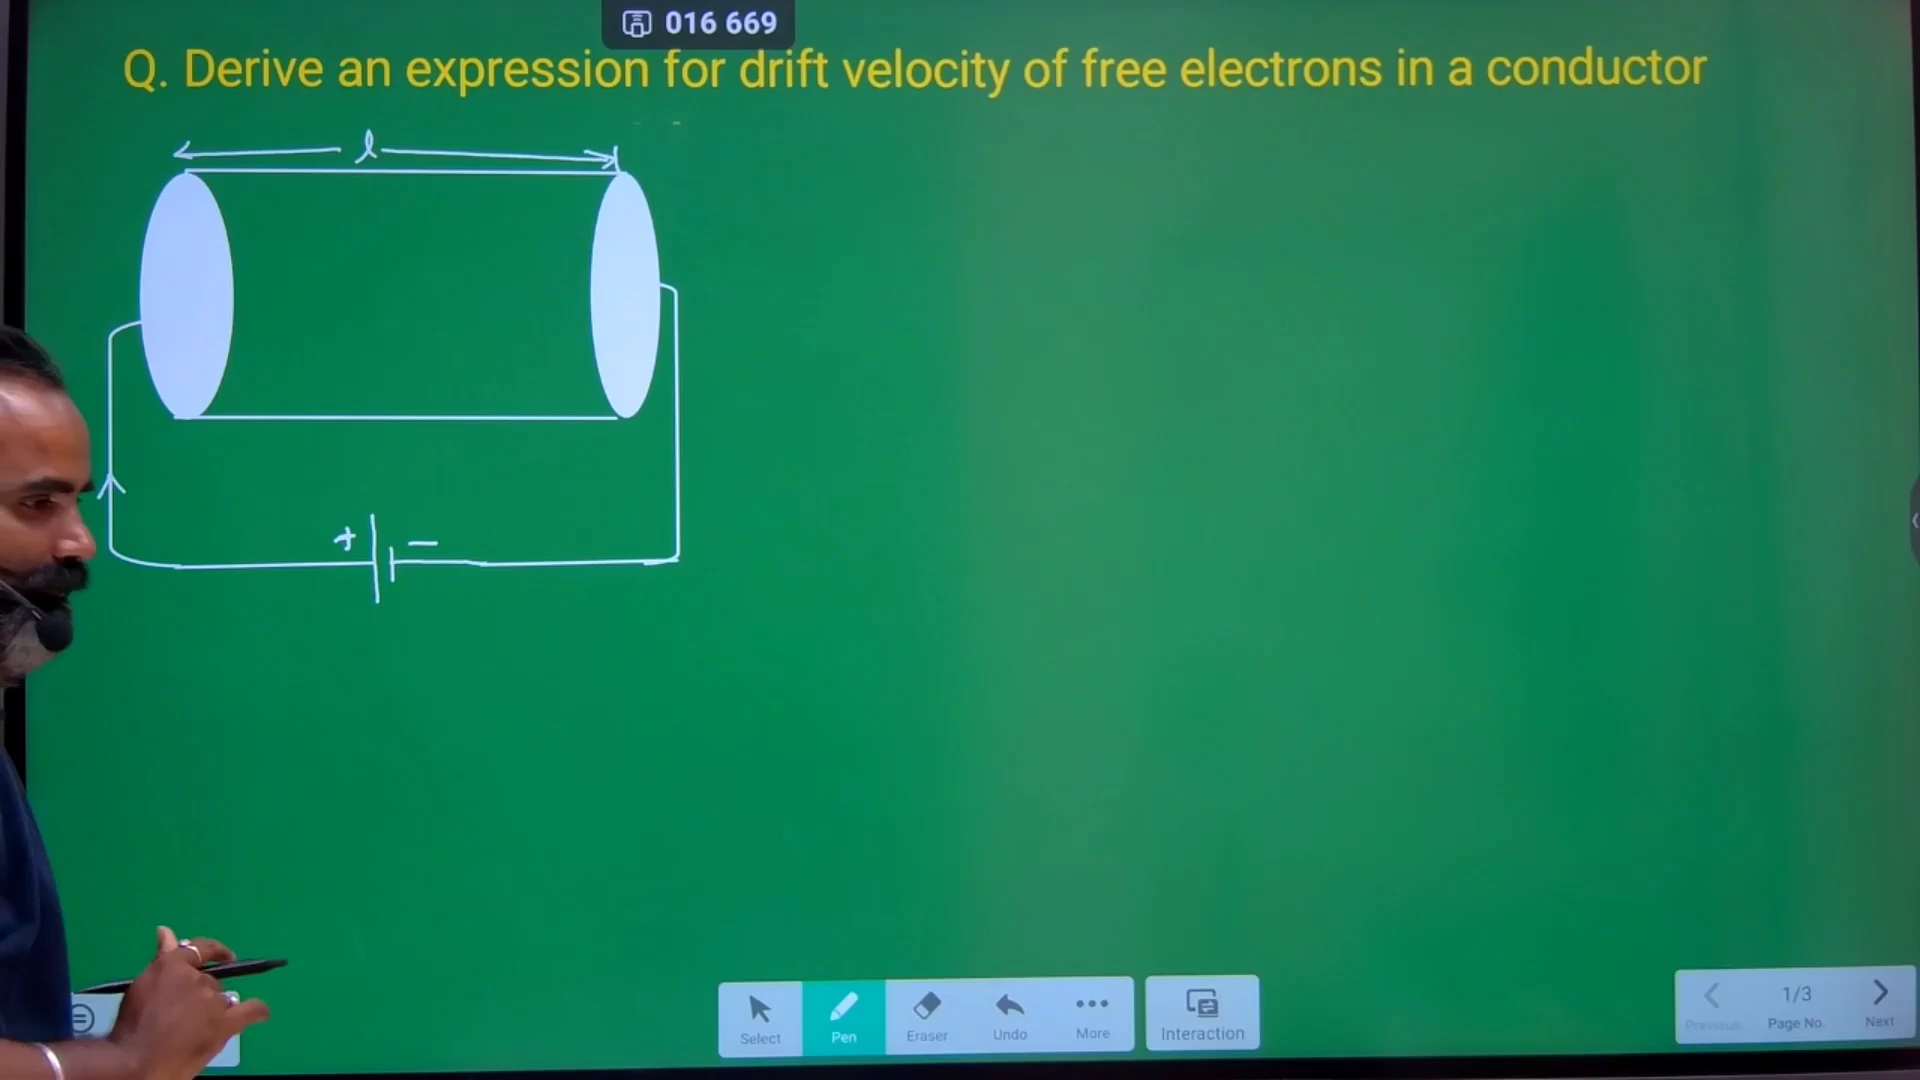 016 669
Q. Derive an expression for drift velocity of free electrons in a conductor
l
+ −
Select Pen Eraser Undo More Interaction
1/3
Previous Page No. Next